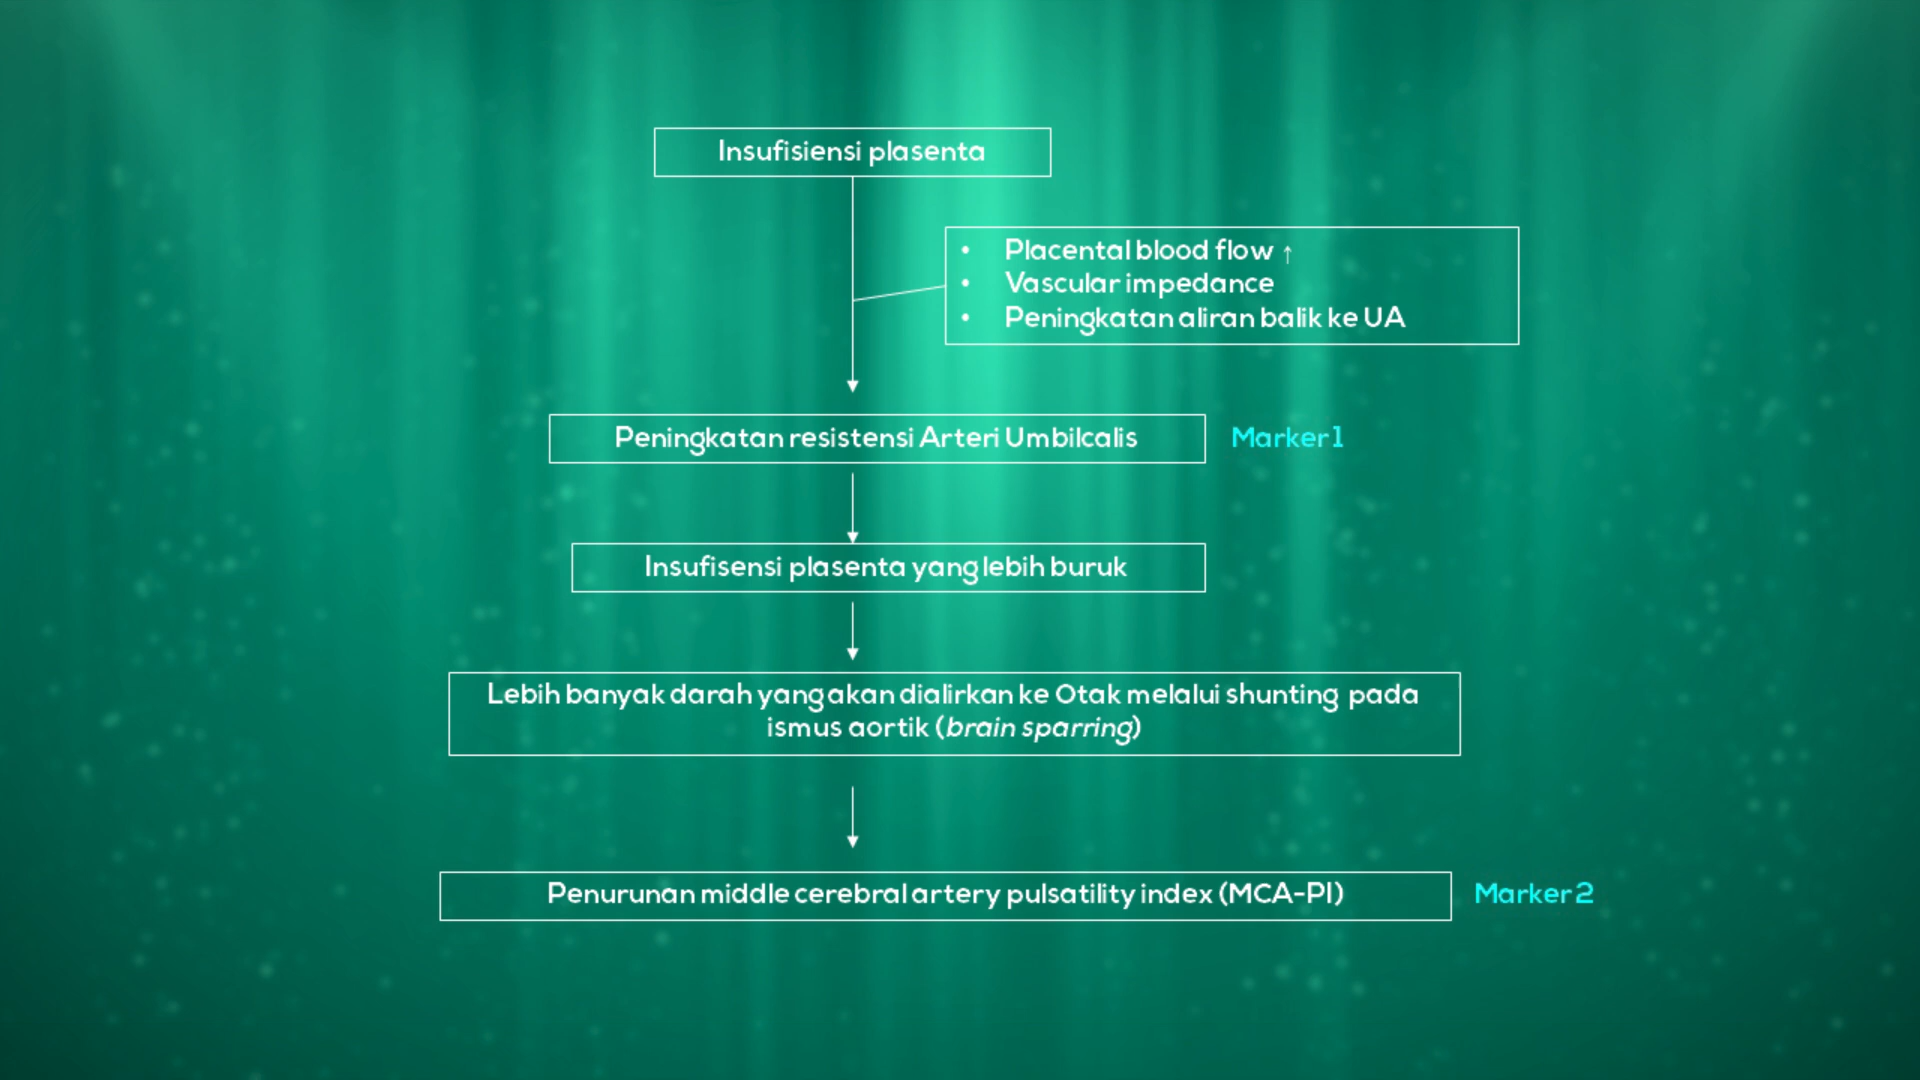 Insufisiensi plasenta
• Placental blood flow ↑
• Vascular impedance
• Peningkatan aliran balik ke UA
Peningkatan resistensi Arteri Umbilcalis
Marker 1
Insufisensi plasenta yang lebih buruk
Lebih banyak darah yang akan dialirkan ke Otak melalui shunting pada
ismus aortik (brain sparring)
Penurunan middle cerebral artery pulsatility index (MCA-PI)
Marker 2